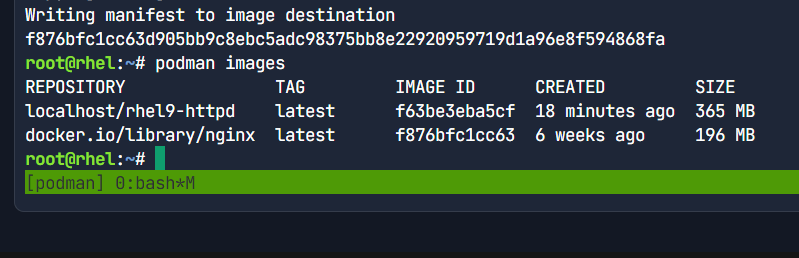 Writing manifest to image destination
f876bfc1cc63d905bb9c8ebc5adc98375bb8e22920959719d1a96e8f594868fa
root@rhel:~# podman images
REPOSITORY               TAG         IMAGE ID      CREATED         SIZE
localhost/rhel9-httpd    latest      f63be3eba5cf  18 minutes ago  365 MB
docker.io/library/nginx  latest      f876bfc1cc63  6 weeks ago     196 MB
root@rhel:~#
[podman] 0:bash*M